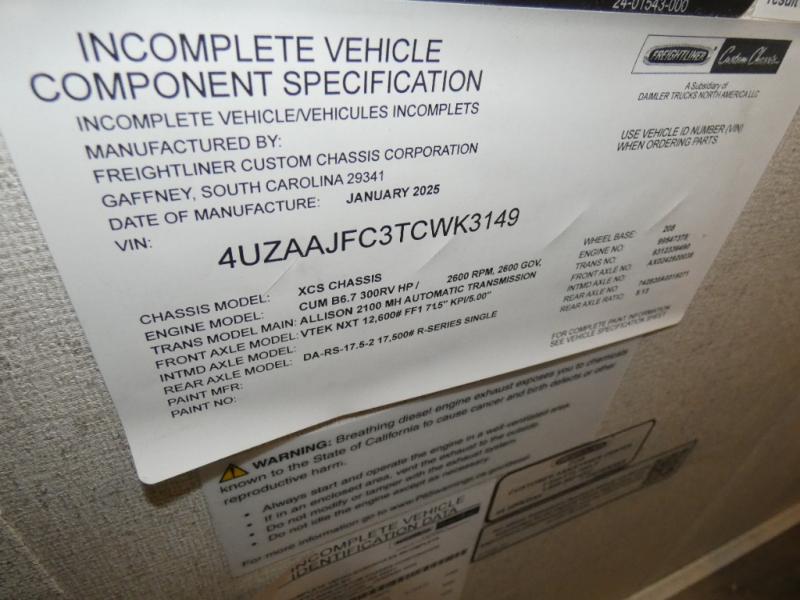 24-01543-000
result
INCOMPLETE VEHICLE
COMPONENT SPECIFICATION
INCOMPLETE VEHICLE/VEHICULES INCOMPLETS
MANUFACTURED BY:
FREIGHTLINER CUSTOM CHASSIS CORPORATION
GAFFNEY, SOUTH CAROLINA 29341
DATE OF MANUFACTURE: JANUARY 2025
VIN: 4UZAAJFC3TCWK3149
FREIGHTLINER Custom Chassis
A Subsidiary of
DAIMLER TRUCKS NORTH AMERICA LLC
USE VEHICLE ID NUMBER (VIN)
WHEN ORDERING PARTS
CHASSIS MODEL: XCS CHASSIS
ENGINE MODEL: CUM B6.7 300RV HP / 2600 RPM, 2600 GOV,
TRANS MODEL MAIN: ALLISON 2100 MH AUTOMATIC TRANSMISSION
FRONT AXLE MODEL: VTEK NXT 12,600# FF1 71.5" KPI/5.00"
INTMD AXLE MODEL:
REAR AXLE MODEL: DA-RS-17.5-2 17,500# R-SERIES SINGLE
PAINT MFR:
PAINT NO:
WHEEL BASE: 208
ENGINE NO:
TRANS NO:
FRONT AXLE NO:
INTMD AXLE NO:
REAR AXLE NO:
REAR AXLE RATIO:
FOR COMPLETE PAINT INFORMATION
SEE VEHICLE SPECIFICATION SHEET
WARNING: Breathing diesel engine exhaust exposes you to chemicals
known to the State of California to cause cancer and birth defects or other
reproductive harm.
• Always start and operate the engine in a well-ventilated area.
• If in an enclosed area, vent the exhaust to the outside.
• Do not modify or tamper with the exhaust system.
• Do not idle the engine except as necessary.
For more information go to
INCOMPLETE VEHICLE
IDENTIFICATION DATA